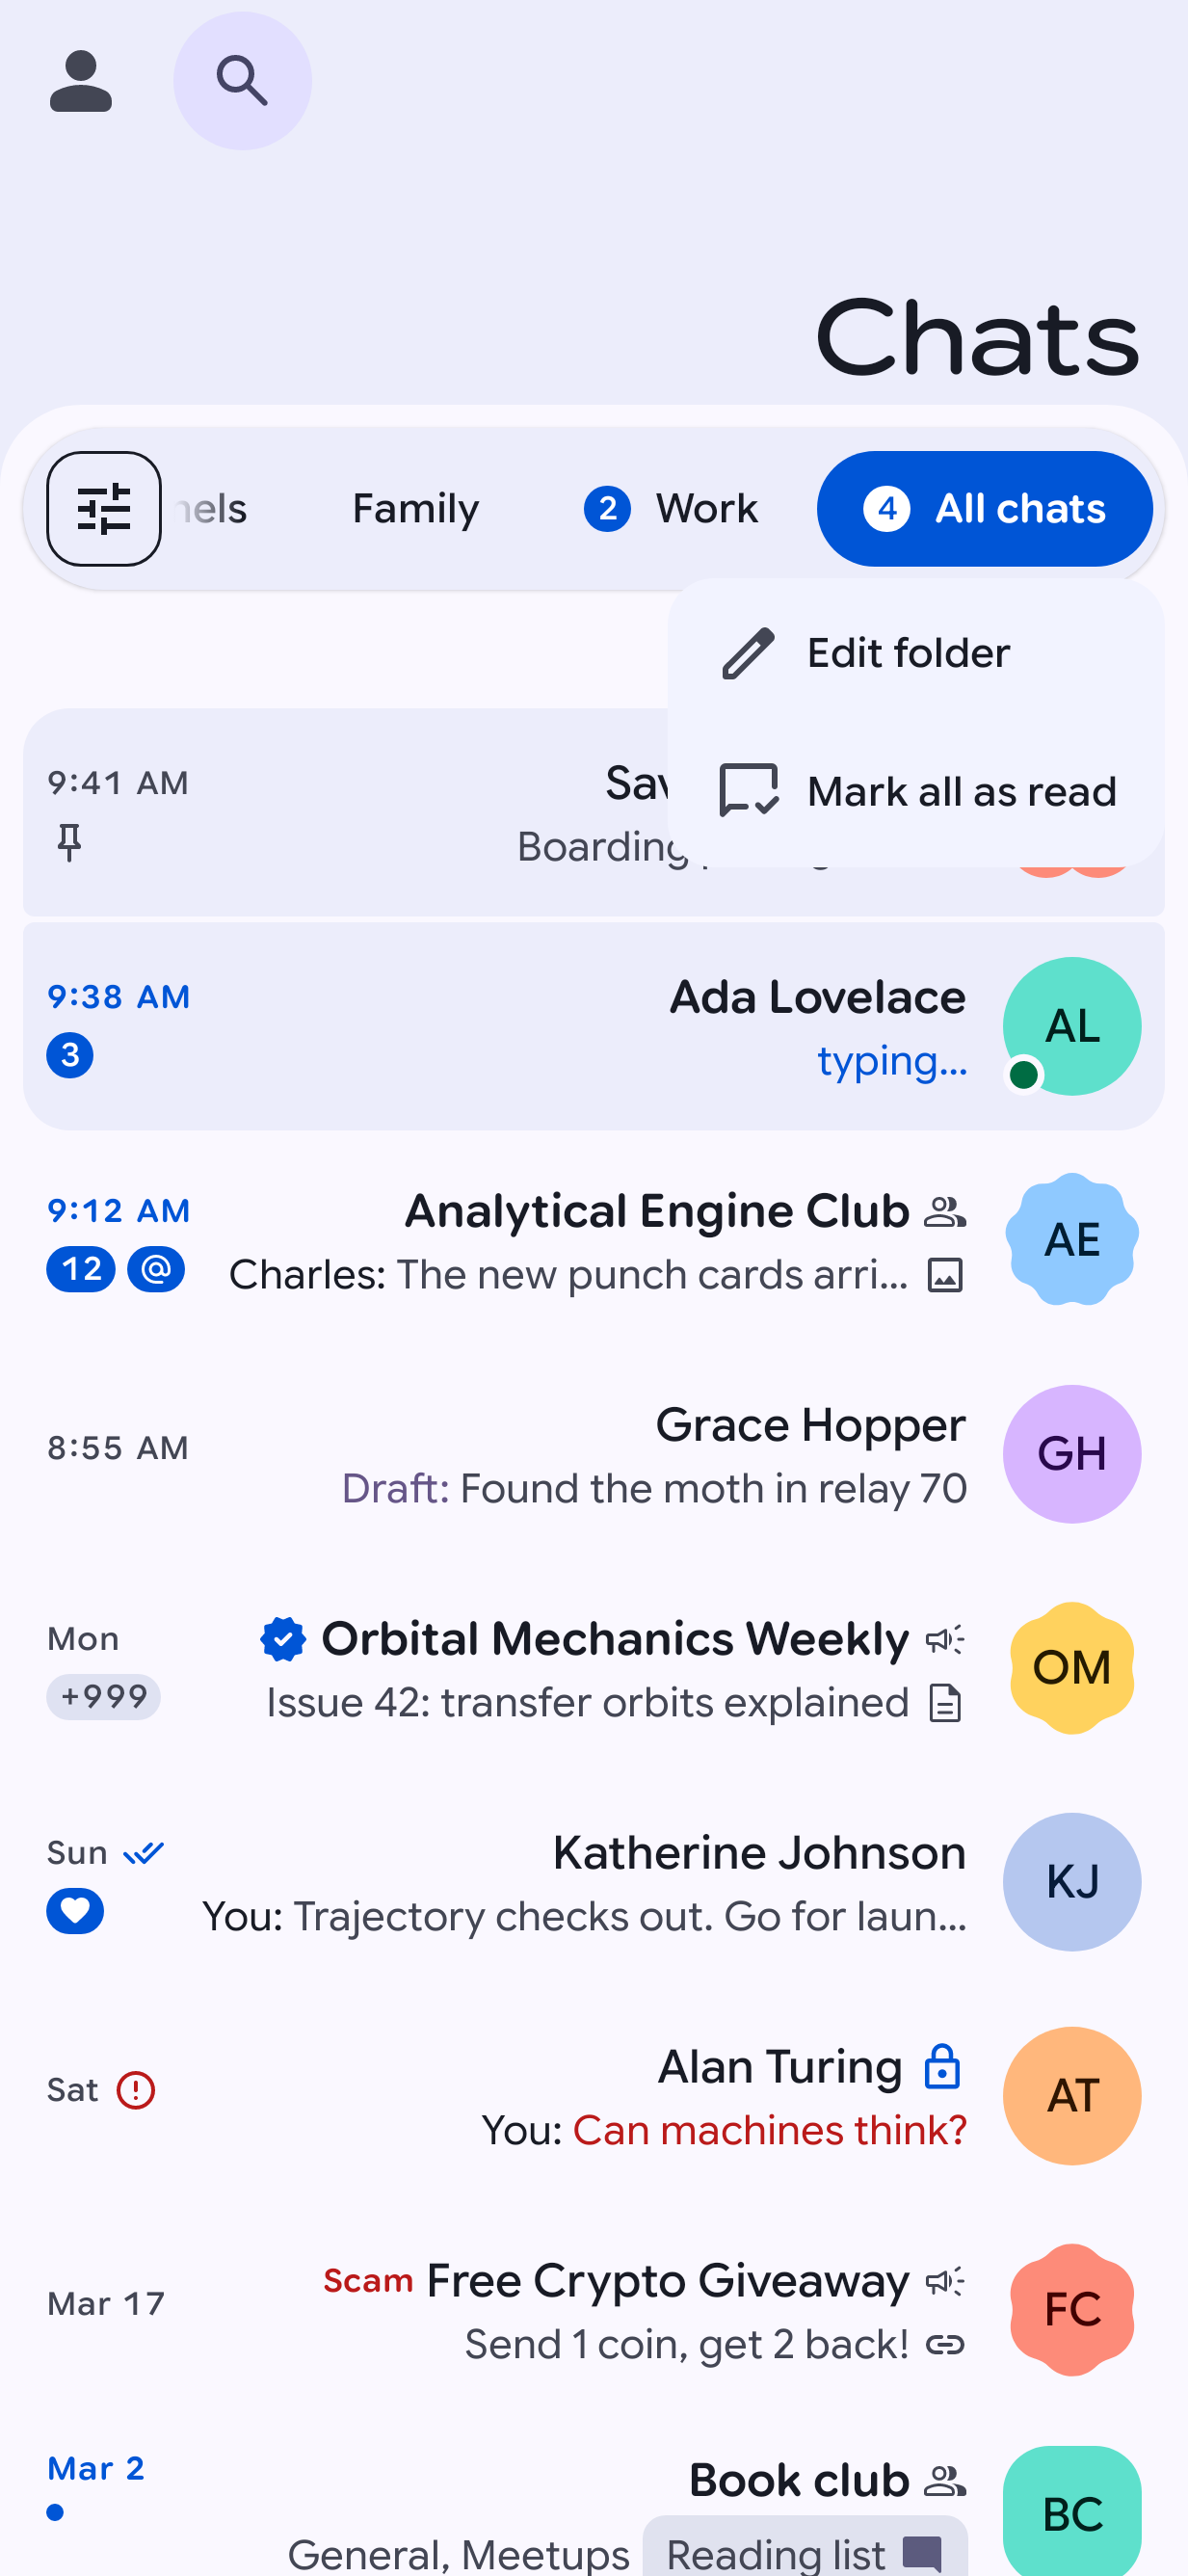 Chats
All chats 4
Work 2
Family
Edit folder
Mark all as read
9:41 AM
Boarding
Ada Lovelace
9:38 AM
typing...
3
AL
Analytical Engine Club
9:12 AM
Charles: The new punch cards arri...
12 @
AE
Grace Hopper
8:55 AM
Draft: Found the moth in relay 70
GH
Orbital Mechanics Weekly
Mon
Issue 42: transfer orbits explained
+999
OM
Katherine Johnson
Sun
You: Trajectory checks out. Go for laun...
KJ
Alan Turing
Sat
You: Can machines think?
AT
Scam Free Crypto Giveaway
Mar 17
Send 1 coin, get 2 back!
FC
Book club
Mar 2
General, Meetups Reading list
BC